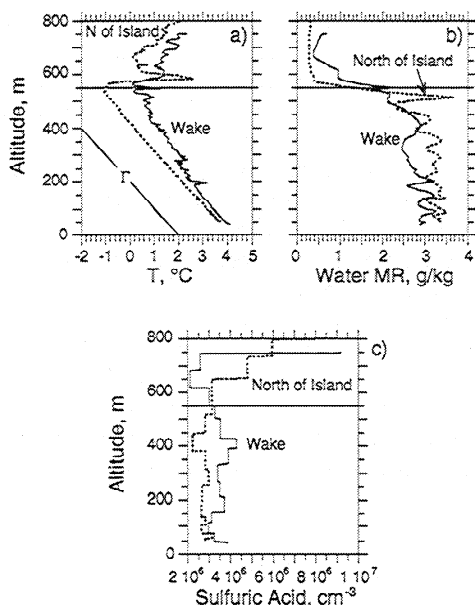 800
600
400
200
0
Altitude, m
N of Island
a)
Wake
Γ
-2 -1 0 1 2 3 4 5
T, °C
b)
North of Island
Wake
0 1 2 3 4
Water MR, g/kg
800
600
400
200
0
Altitude, m
c)
North of Island
Wake
2 10⁶ 4 10⁶ 6 10⁶ 8 10⁶ 1 10⁷
Sulfuric Acid, cm⁻³